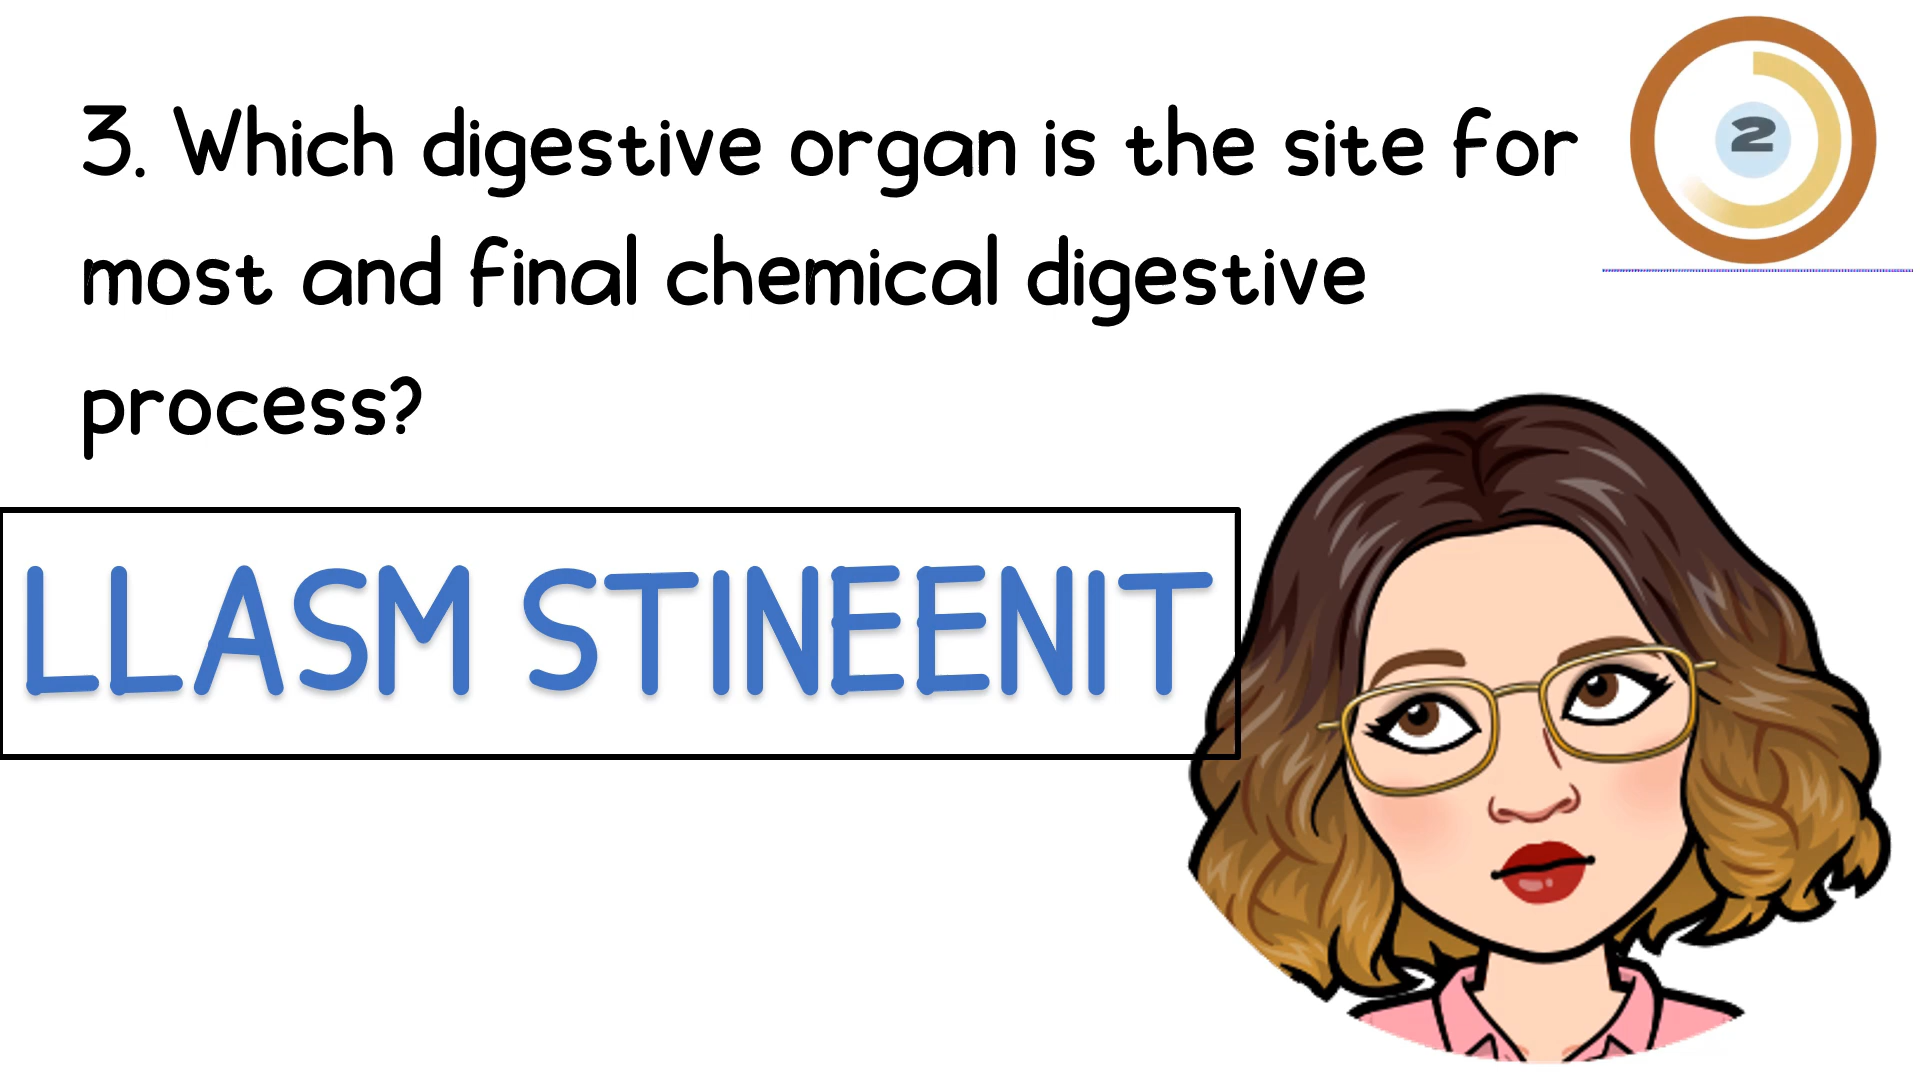 3. Which digestive organ is the site for
most and final chemical digestive
process?
2
LLASM STINEENIT